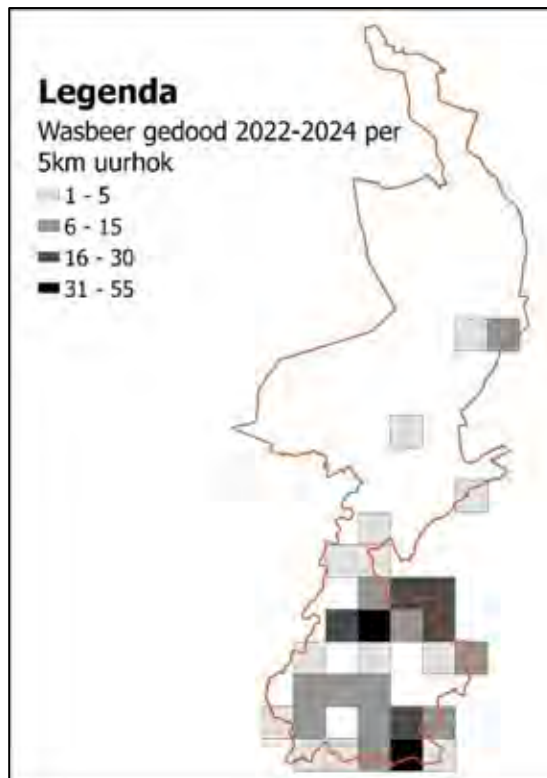 Legenda
Wasbeer gedood 2022-2024 per
5km uurhok
1 - 5
6 - 15
16 - 30
31 - 55